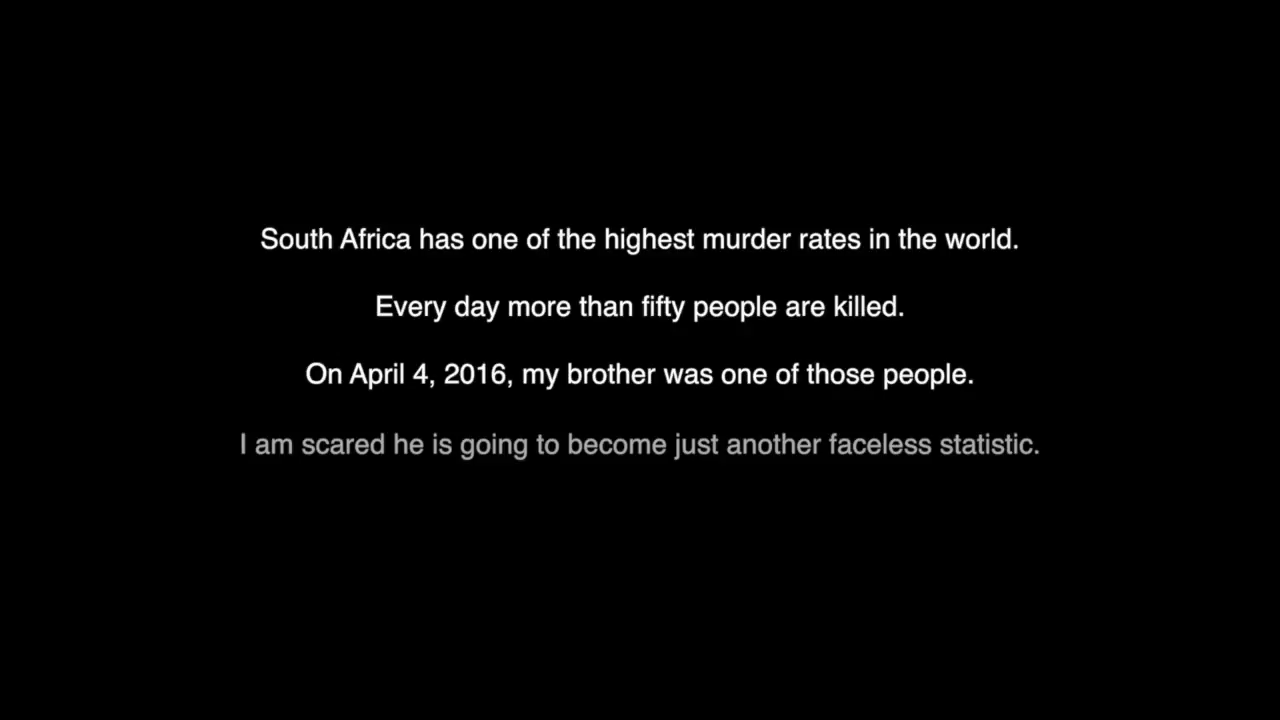 South Africa has one of the highest murder rates in the world.
Every day more than fifty people are killed.
On April 4, 2016, my brother was one of those people.
I am scared he is going to become just another faceless statistic.